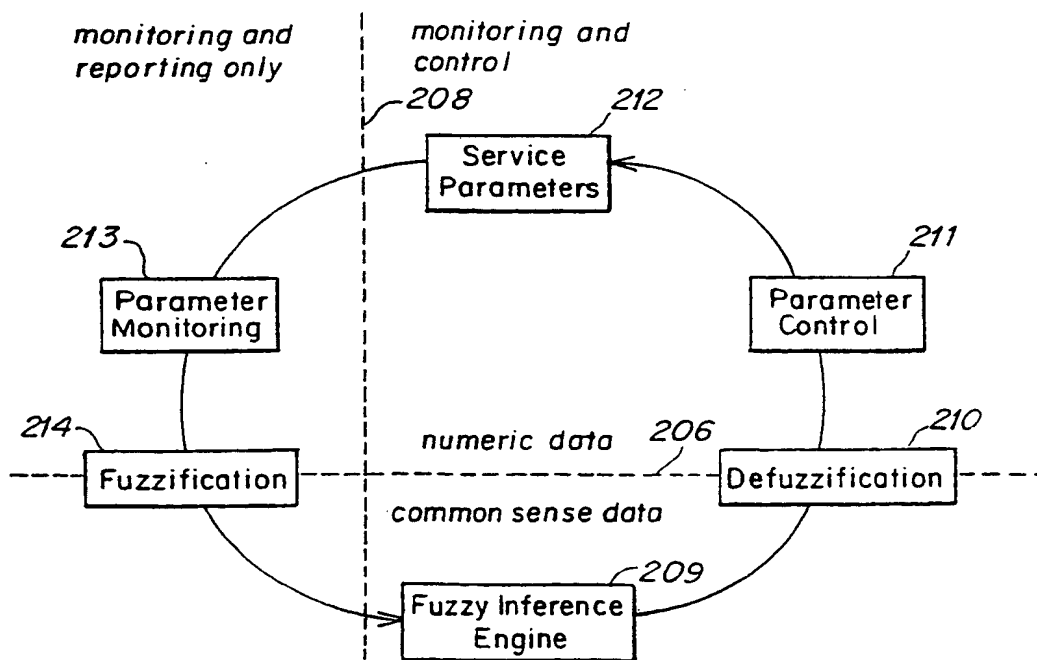 monitoring and
reporting only
monitoring and
control
208
212
Service
Parameters
213
211
Parameter
Monitoring
Parameter
Control
214
numeric data
206
210
Fuzzification
Defuzzification
common sense data
209
Fuzzy Inference
Engine